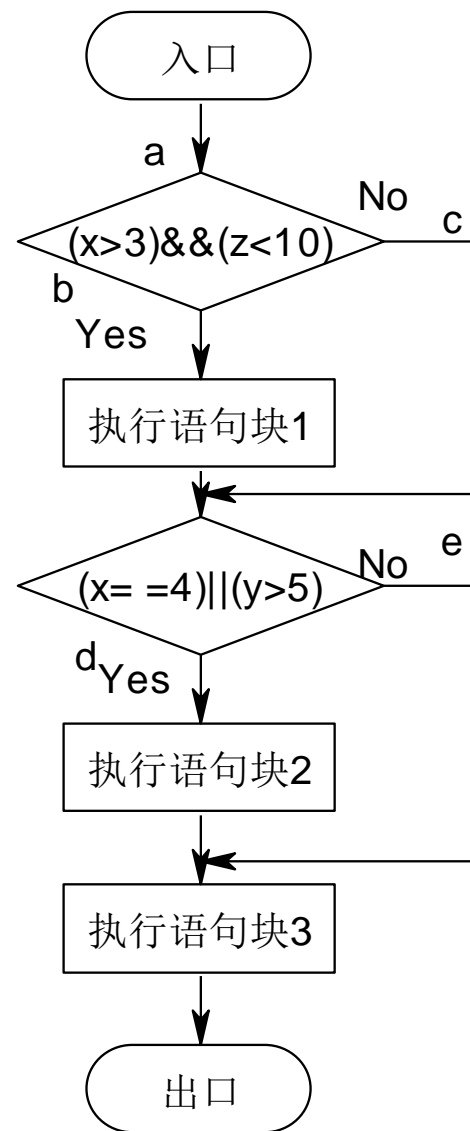 入口
a
No
c
(x>3)&&(z<10)
b
Yes
执行语句块1
e
No
(x= =4)||(y>5)
d
Yes
执行语句块2
执行语句块3
出口